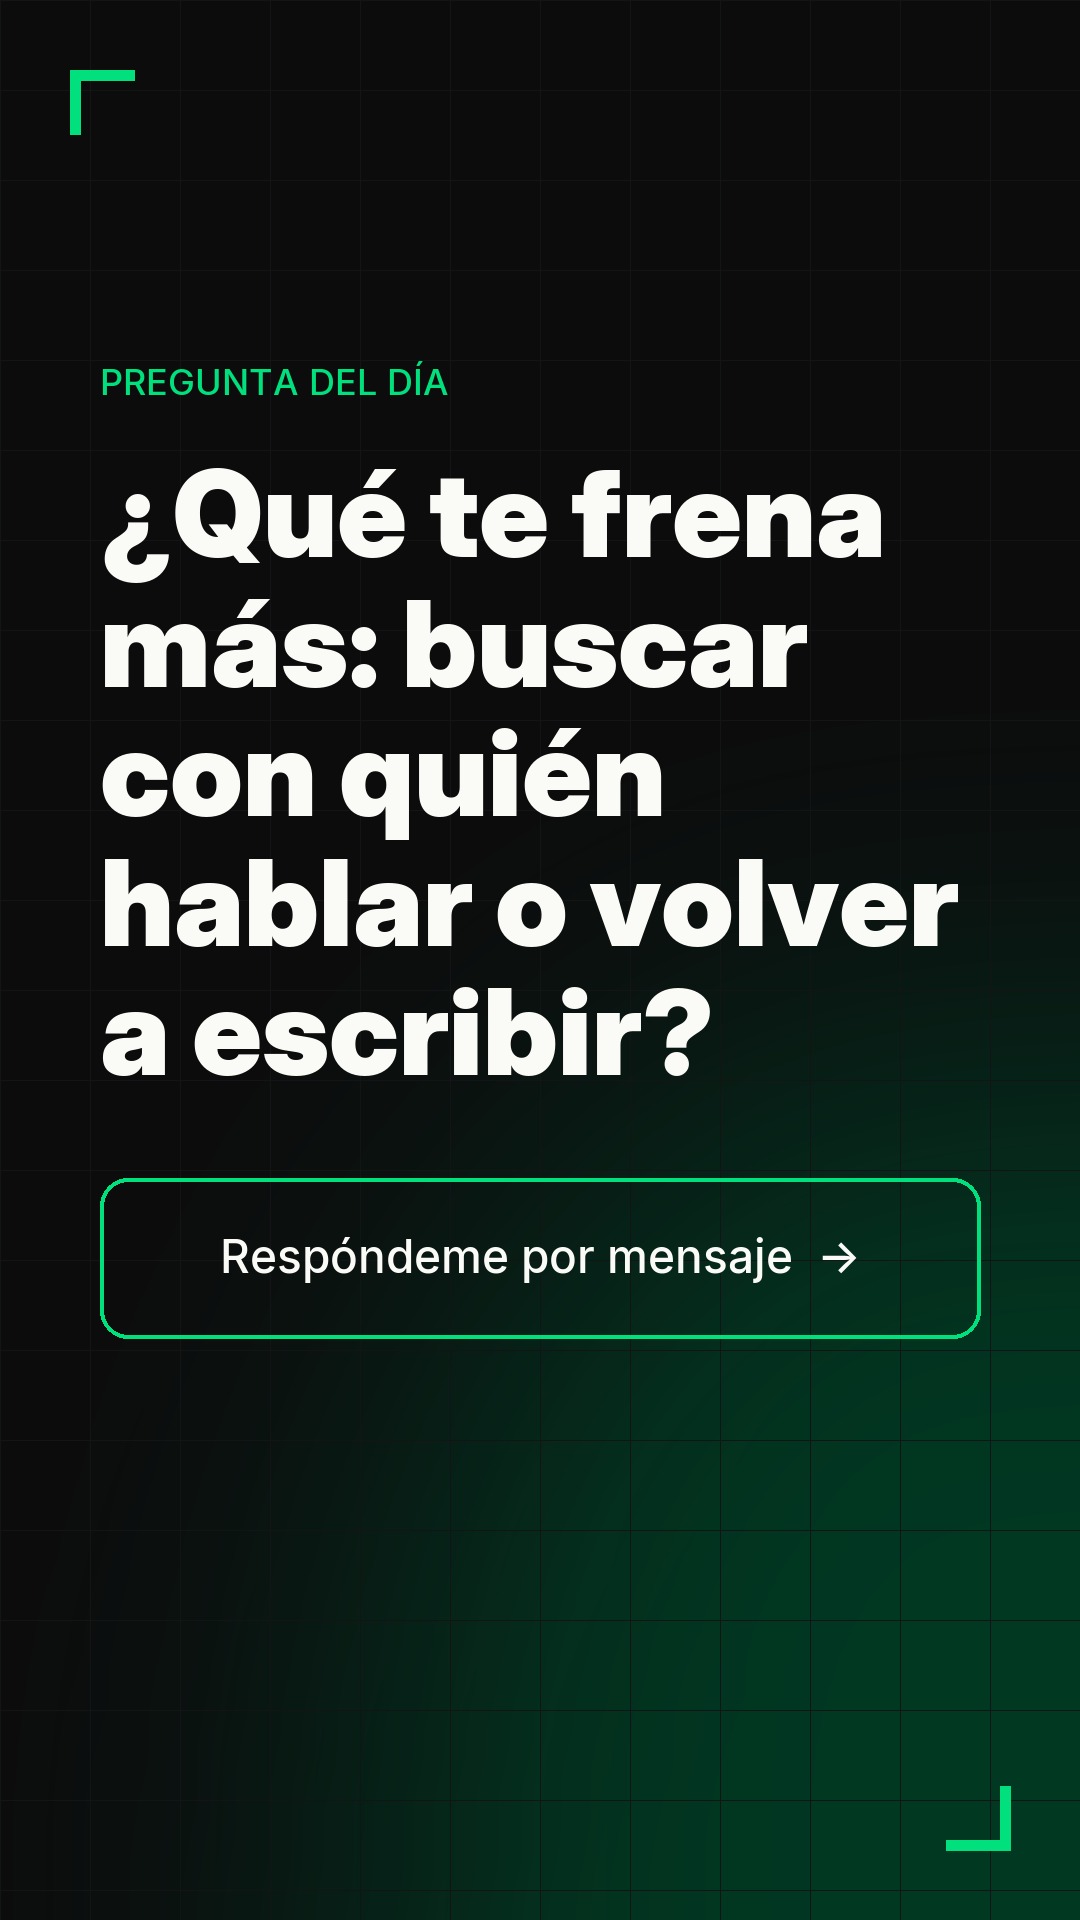 PREGUNTA DEL DÍA
¿Qué te frena
más: buscar
con quién
hablar o volver
a escribir?
Respóndeme por mensaje →